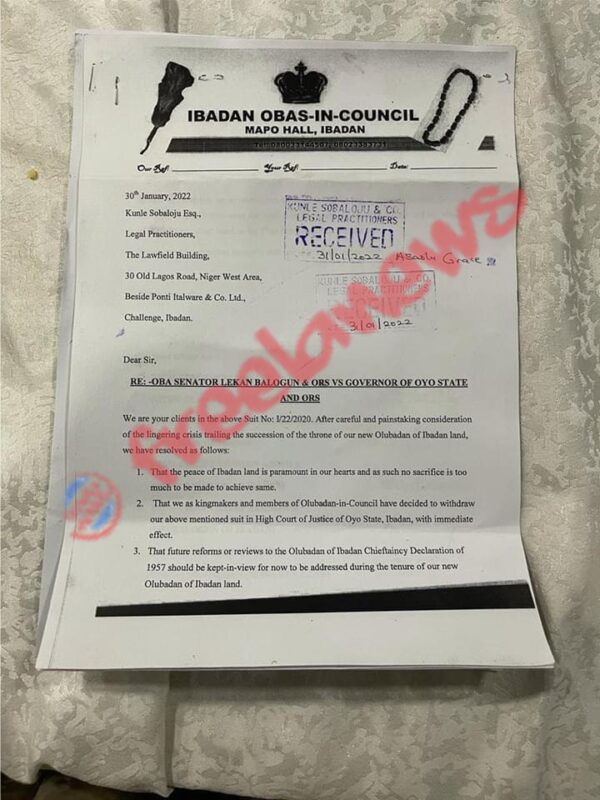 IBADAN OBAS-IN-COUNCIL
MAPO HALL, IBADAN
Our Ref: Your Ref: Date:
30th January, 2022
Kunle Sobaloju Esq.,
Legal Practitioners,
The Lawfield Building,
30 Old Lagos Road, Niger West Area,
Beside Ponti Italware & Co. Ltd.,
Challenge, Ibadan.
KUNLE SOBALOJU & CO.
LEGAL PRACTITIONERS
RECEIVED
31/01/2022
Grace
KUNLE SOBALOJU & CO.
LEGAL PRACTITIONERS
RECEIVED
31/01/2022
Dear Sir,
RE: -OBA SENATOR LEKAN BALOGUN & ORS VS GOVERNOR OF OYO STATE
AND ORS
We are your clients in the above Suit No: I/22/2020. After careful and painstaking consideration
of the lingering crisis trailing the succession of the throne of our new Olubadan of Ibadan land,
we have resolved as follows:
1. That the peace of Ibadan land is paramount in our hearts and as such no sacrifice is too
much to be made to achieve same.
2. That we as kingmakers and members of Olubadan-in-Council have decided to withdraw
our above mentioned suit in High Court of Justice of Oyo State, Ibadan, with immediate
effect.
3. That future reforms or reviews to the Olubadan of Ibadan Chieftaincy Declaration of
1957 should be kept-in-view for now to be addressed during the tenure of our new
Olubadan of Ibadan land.